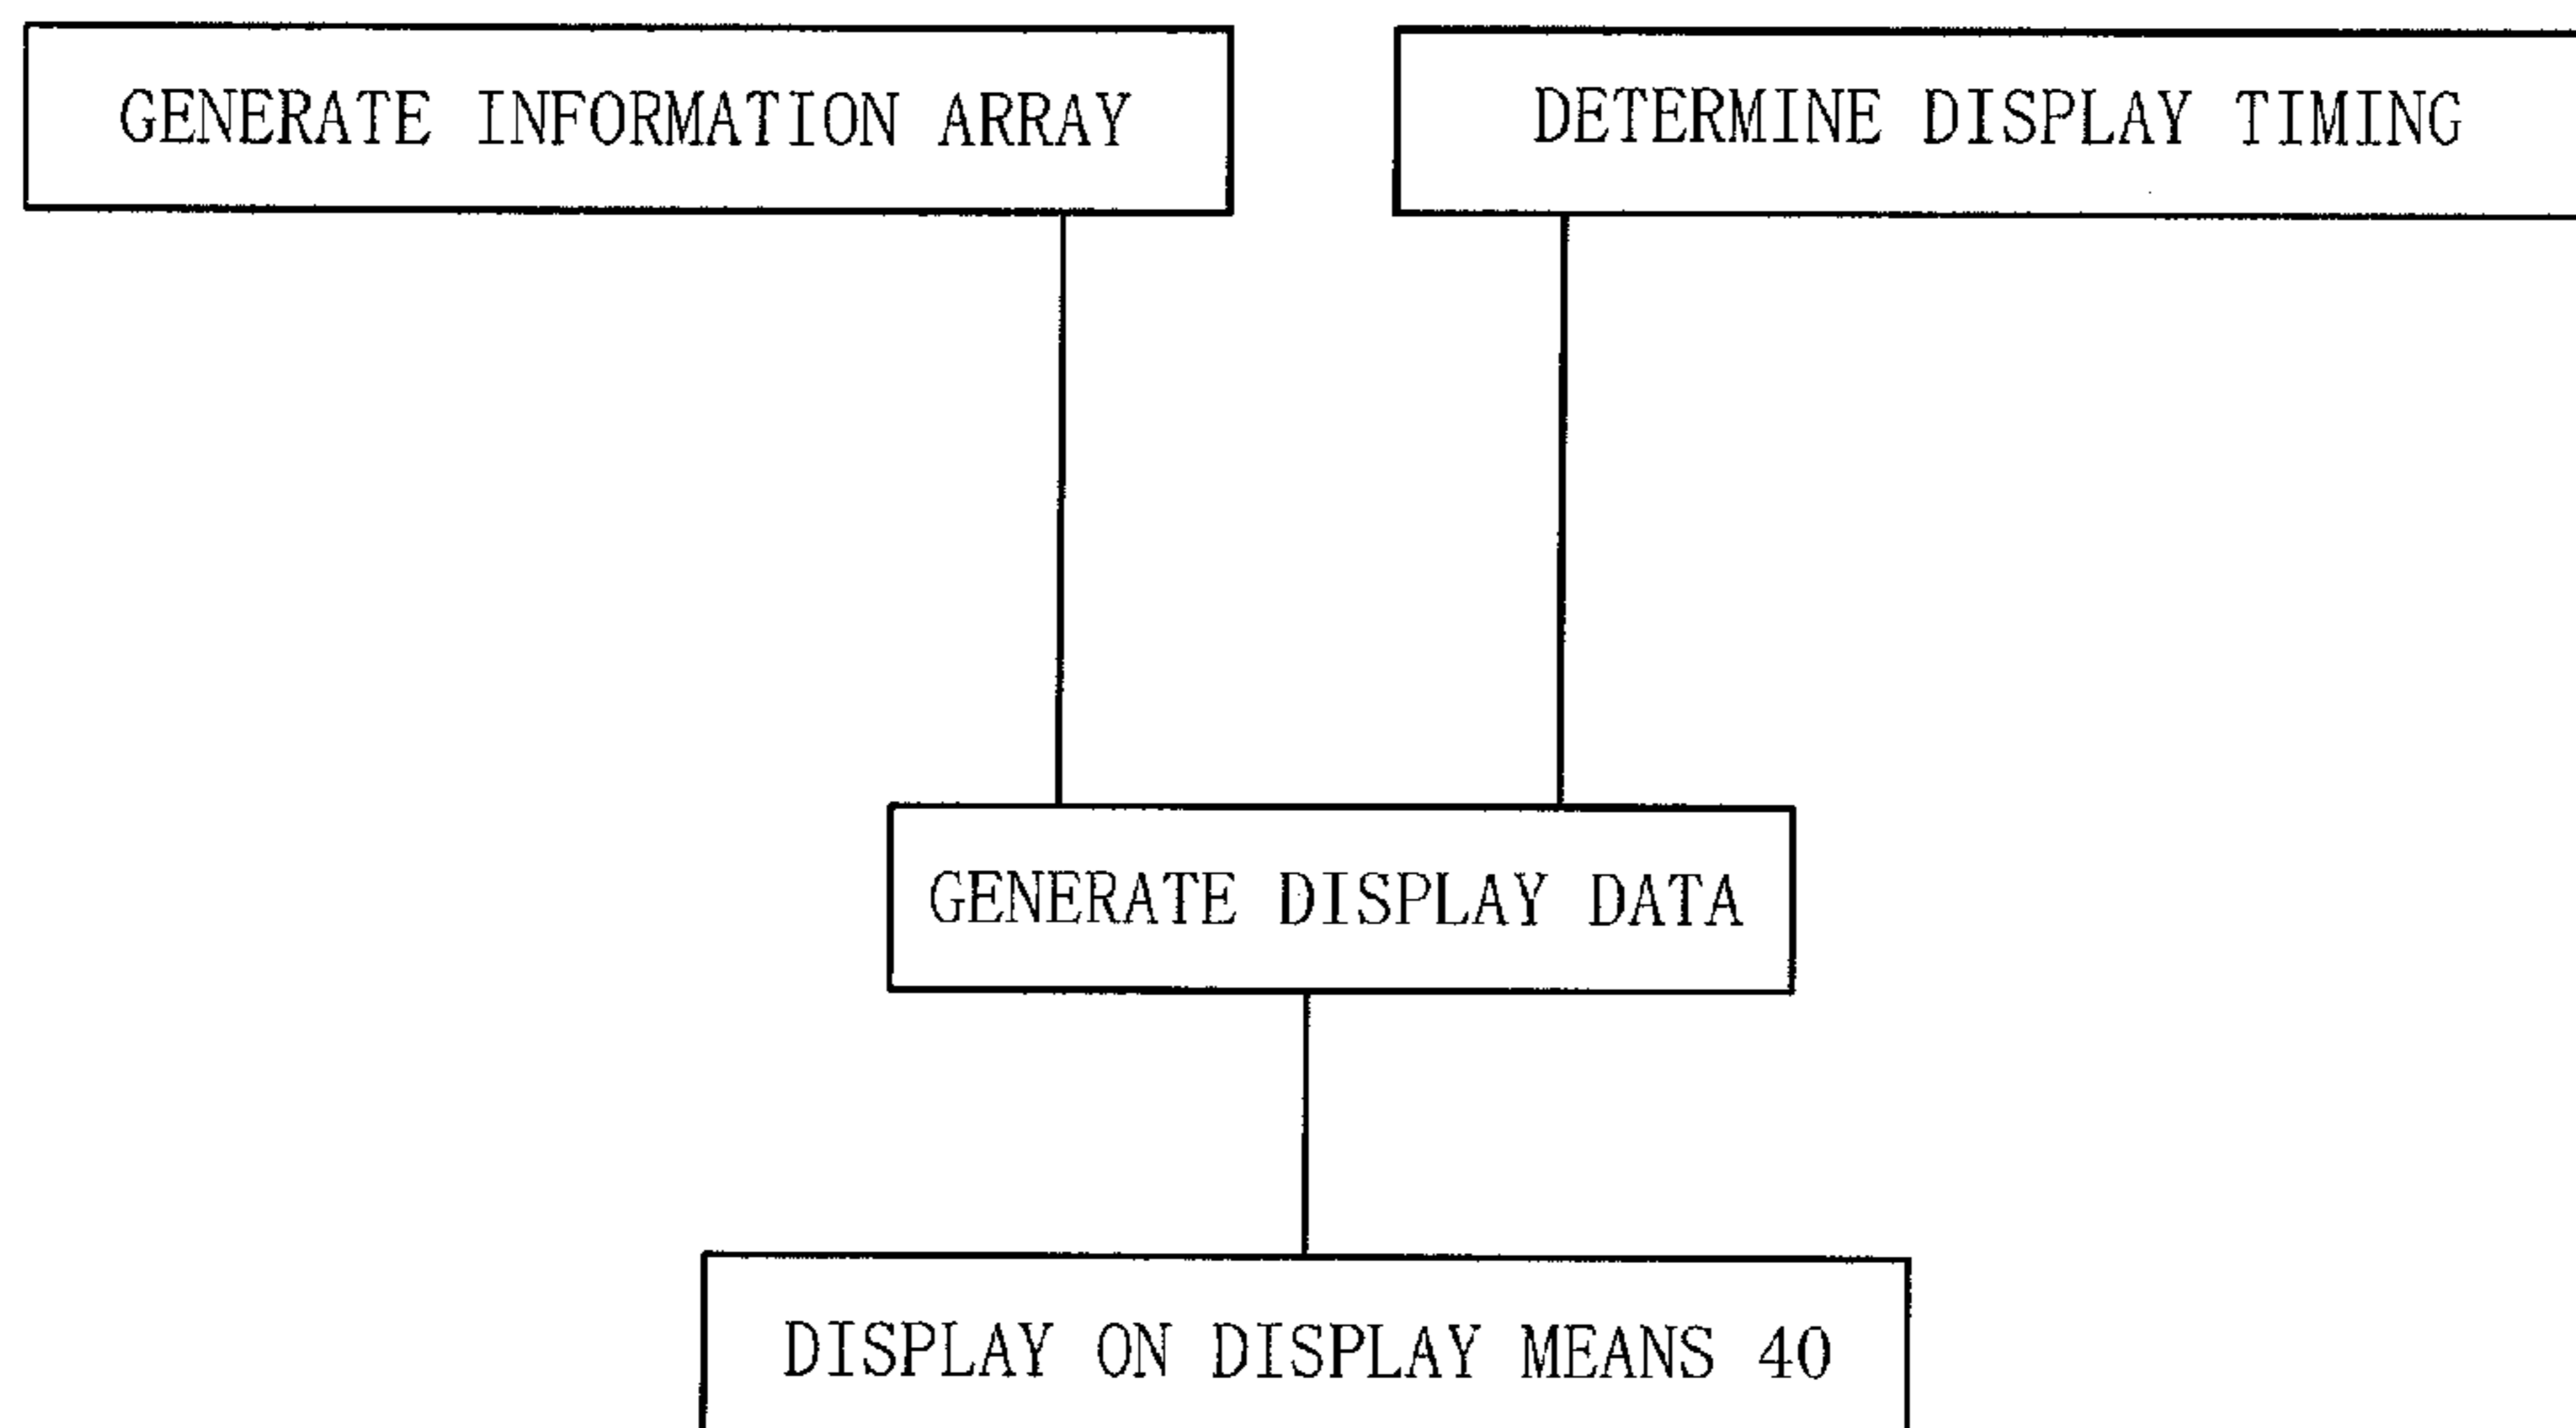 GENERATE INFORMATION ARRAY
DETERMINE DISPLAY TIMING
GENERATE DISPLAY DATA
DISPLAY ON DISPLAY MEANS 40